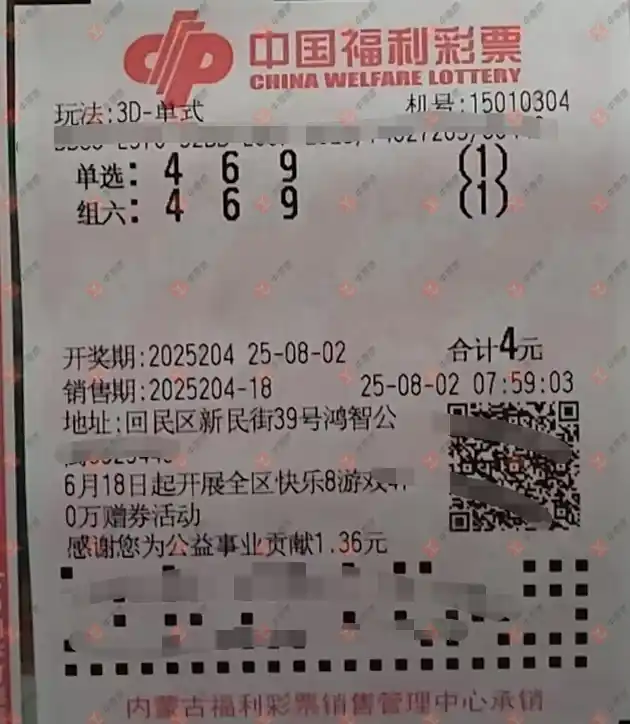 中国福利彩票
CHINA WELFARE LOTTERY
玩法:3D-单式 机号:15010304
单选: 4 6 9 (1)
组六: 4 6 9 (1)
开奖期:2025204 25-08-02 合计4元
销售期:2025204-18 25-08-02 07:59:03
地址:回民区新民街39号鸿智公
6月18日起开展全区快乐8游戏
0万赠券活动
感谢您为公益事业贡献1.36元
内蒙古福利彩票销售管理中心承销